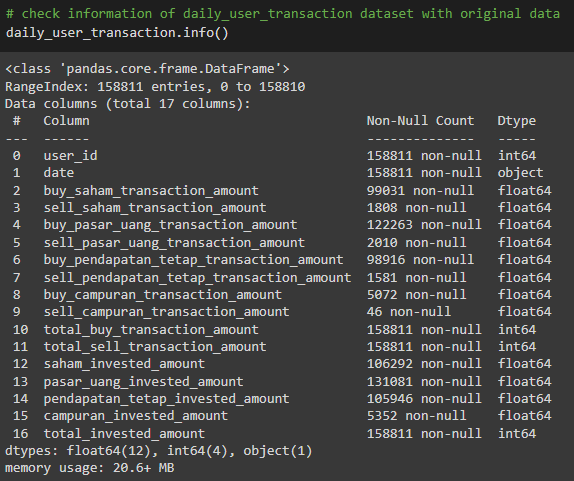 # check information of daily_user_transaction dataset with original data
daily_user_transaction.info()
<class 'pandas.core.frame.DataFrame'>
RangeIndex: 158811 entries, 0 to 158810
Data columns (total 17 columns):
 #   Column                                  Non-Null Count   Dtype
---  ------                                  --------------   -----
 0   user_id                                 158811 non-null  int64
 1   date                                    158811 non-null  object
 2   buy_saham_transaction_amount            99031 non-null   float64
 3   sell_saham_transaction_amount           1808 non-null    float64
 4   buy_pasar_uang_transaction_amount       122263 non-null  float64
 5   sell_pasar_uang_transaction_amount      2010 non-null    float64
 6   buy_pendapatan_tetap_transaction_amount 98916 non-null   float64
 7   sell_pendapatan_tetap_transaction_amount 1581 non-null    float64
 8   buy_campuran_transaction_amount         5072 non-null    float64
 9   sell_campuran_transaction_amount        46 non-null      float64
 10  total_buy_transaction_amount            158811 non-null  int64
 11  total_sell_transaction_amount           158811 non-null  int64
 12  saham_invested_amount                   106292 non-null  float64
 13  pasar_uang_invested_amount              131081 non-null  float64
 14  pendapatan_tetap_invested_amount        105946 non-null  float64
 15  campuran_invested_amount                5352 non-null    float64
 16  total_invested_amount                   158811 non-null  int64
dtypes: float64(12), int64(4), object(1)
memory usage: 20.6+ MB